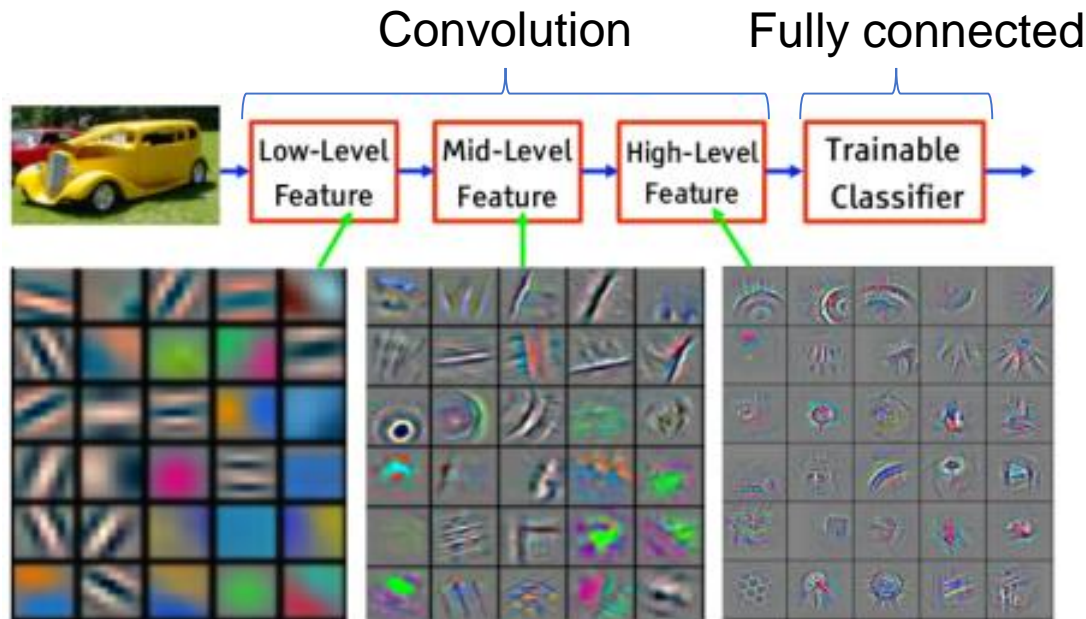 Convolution
Fully connected
Low-Level
Feature
Mid-Level
Feature
High-Level
Feature
Trainable
Classifier